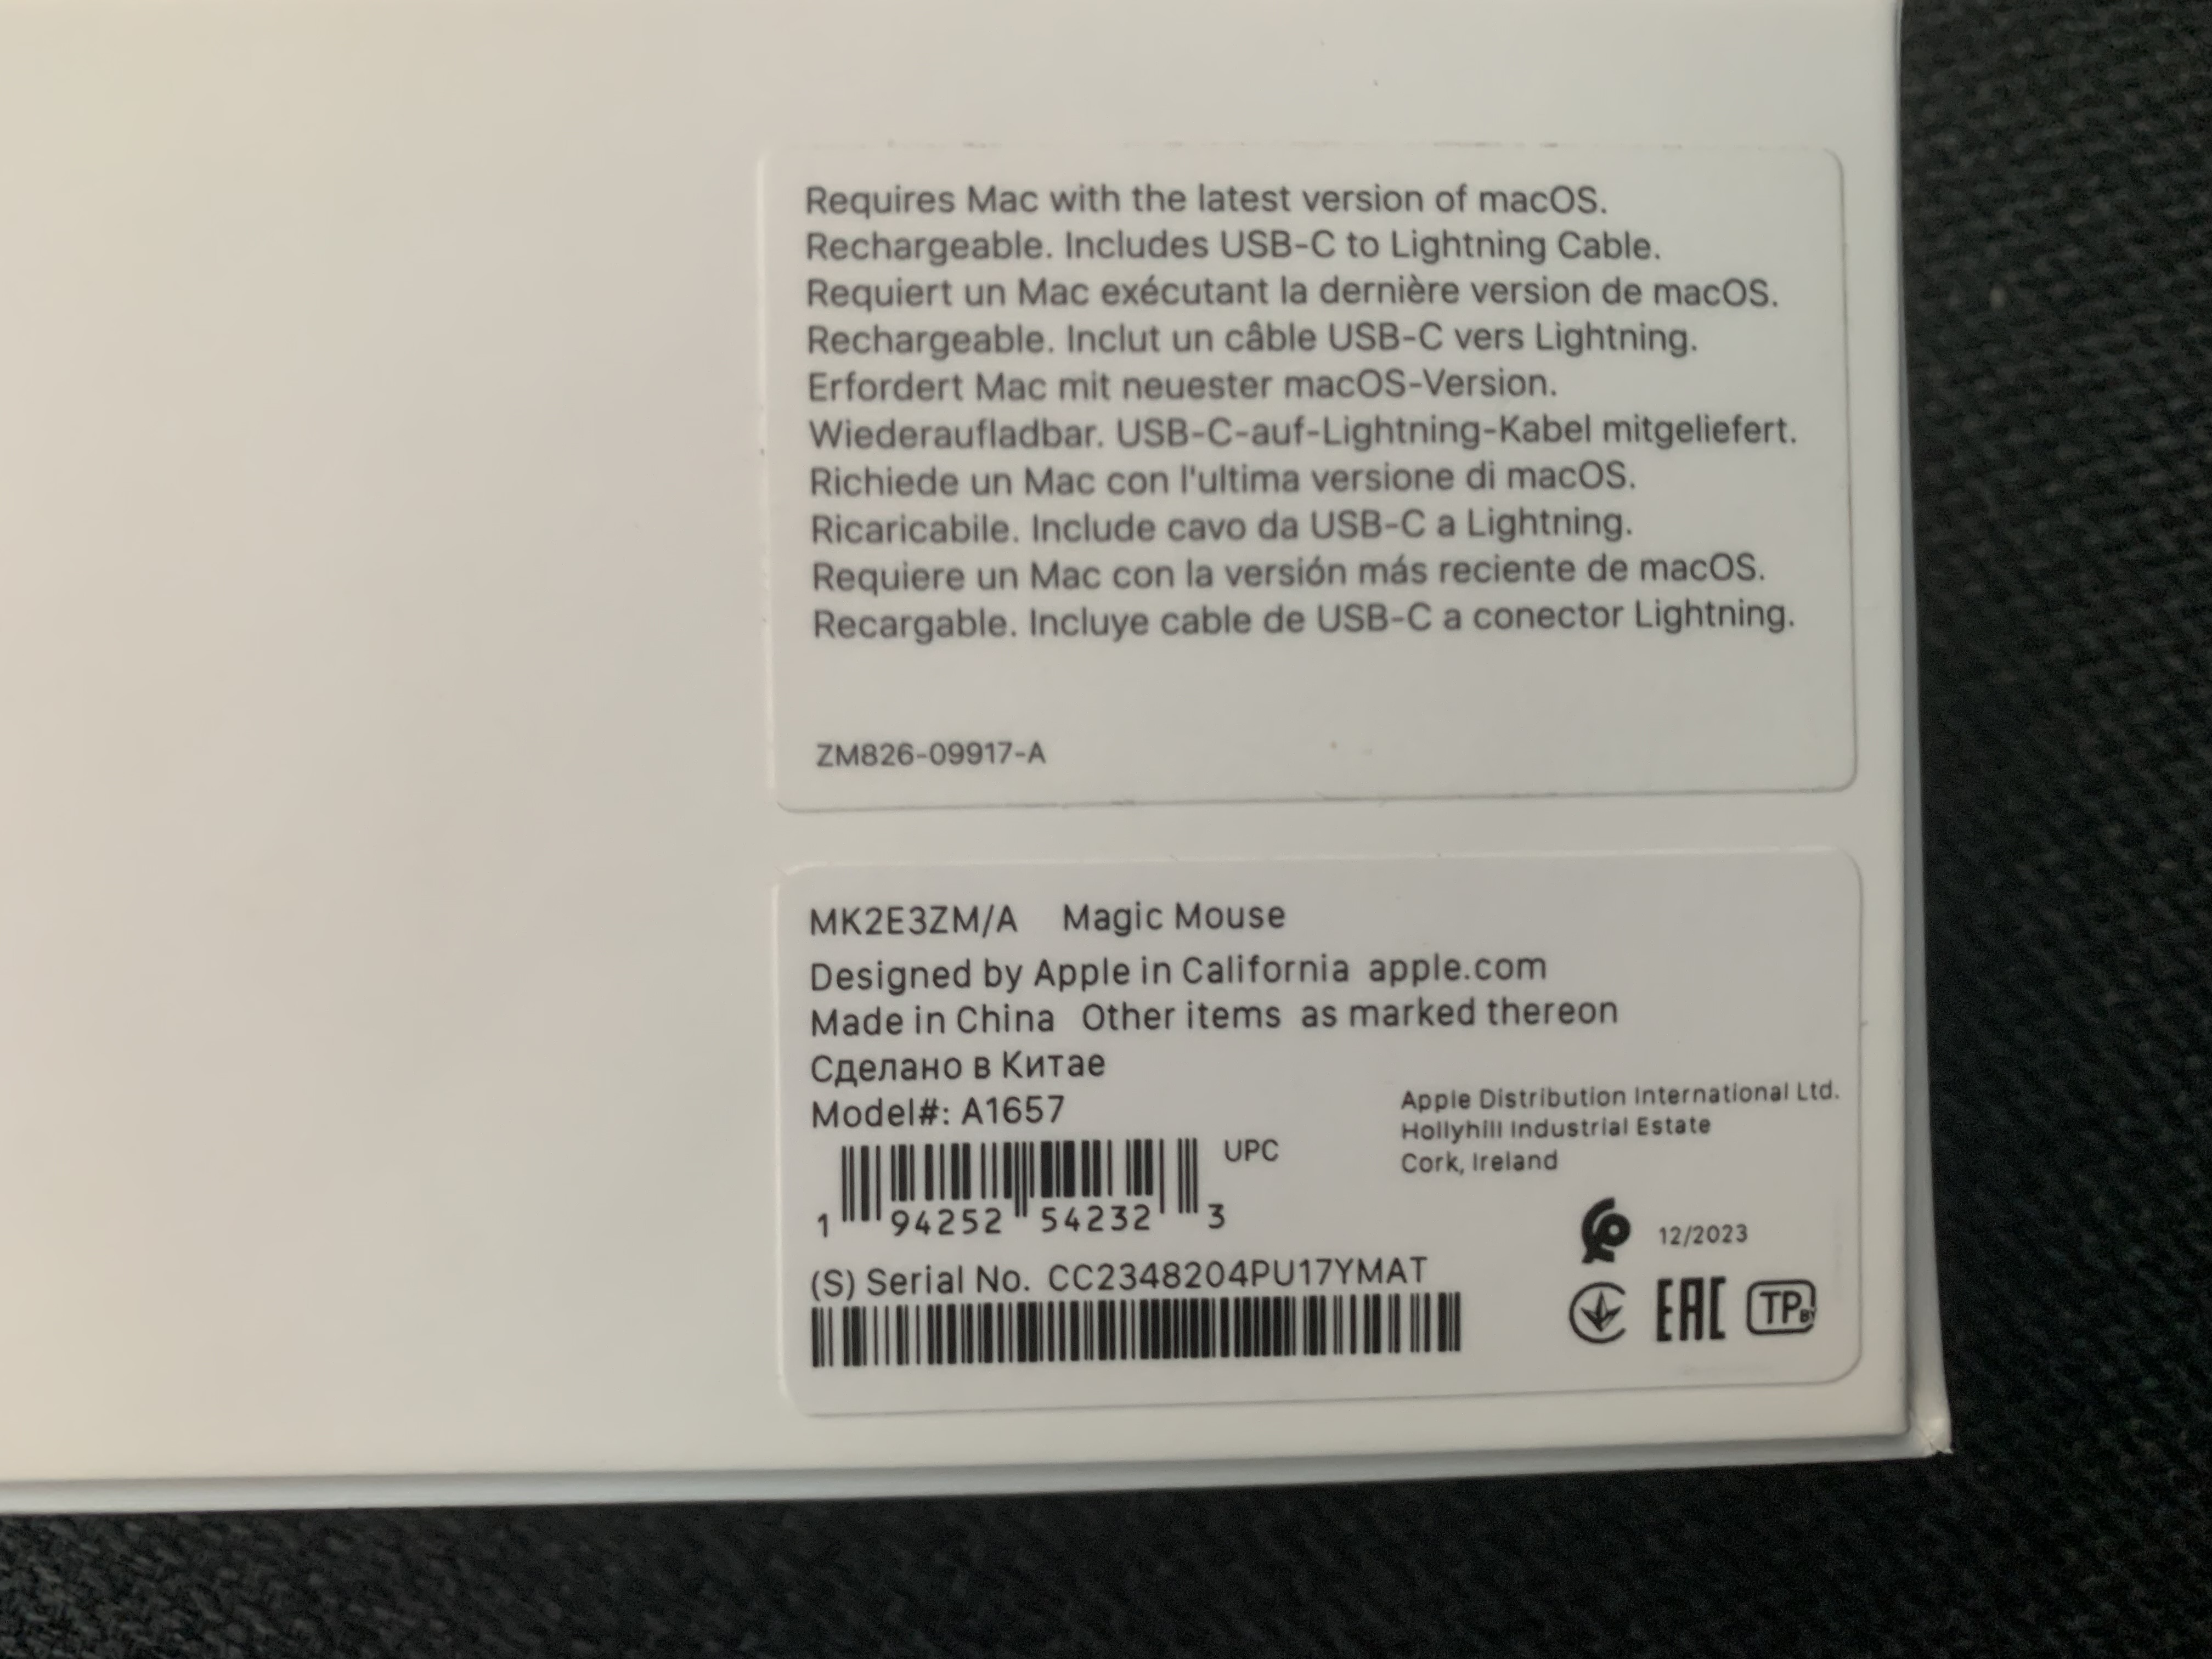 Requires Mac with the latest version of macOS.
Rechargeable. Includes USB-C to Lightning Cable.
Requiert un Mac exécutant la dernière version de macOS.
Rechargeable. Inclut un câble USB-C vers Lightning.
Erfordert Mac mit neuester macOS-Version.
Wiederaufladbar. USB-C-auf-Lightning-Kabel mitgeliefert.
Richiede un Mac con l'ultima versione di macOS.
Ricaricabile. Include cavo da USB-C a Lightning.
Requiere un Mac con la versión más reciente de macOS.
Recargable. Incluye cable de USB-C a conector Lightning.
ZM826-09917-A
MK2E3ZM/A Magic Mouse
Designed by Apple in California apple.com
Made in China Other items as marked thereon
Сделано в Китае
Model#: A1657
UPC
1 94252 54232 3
(S) Serial No. CC2348204PU17YMAT
Apple Distribution International Ltd.
Hollyhill Industrial Estate
Cork, Ireland
12/2023
EAC TP BY